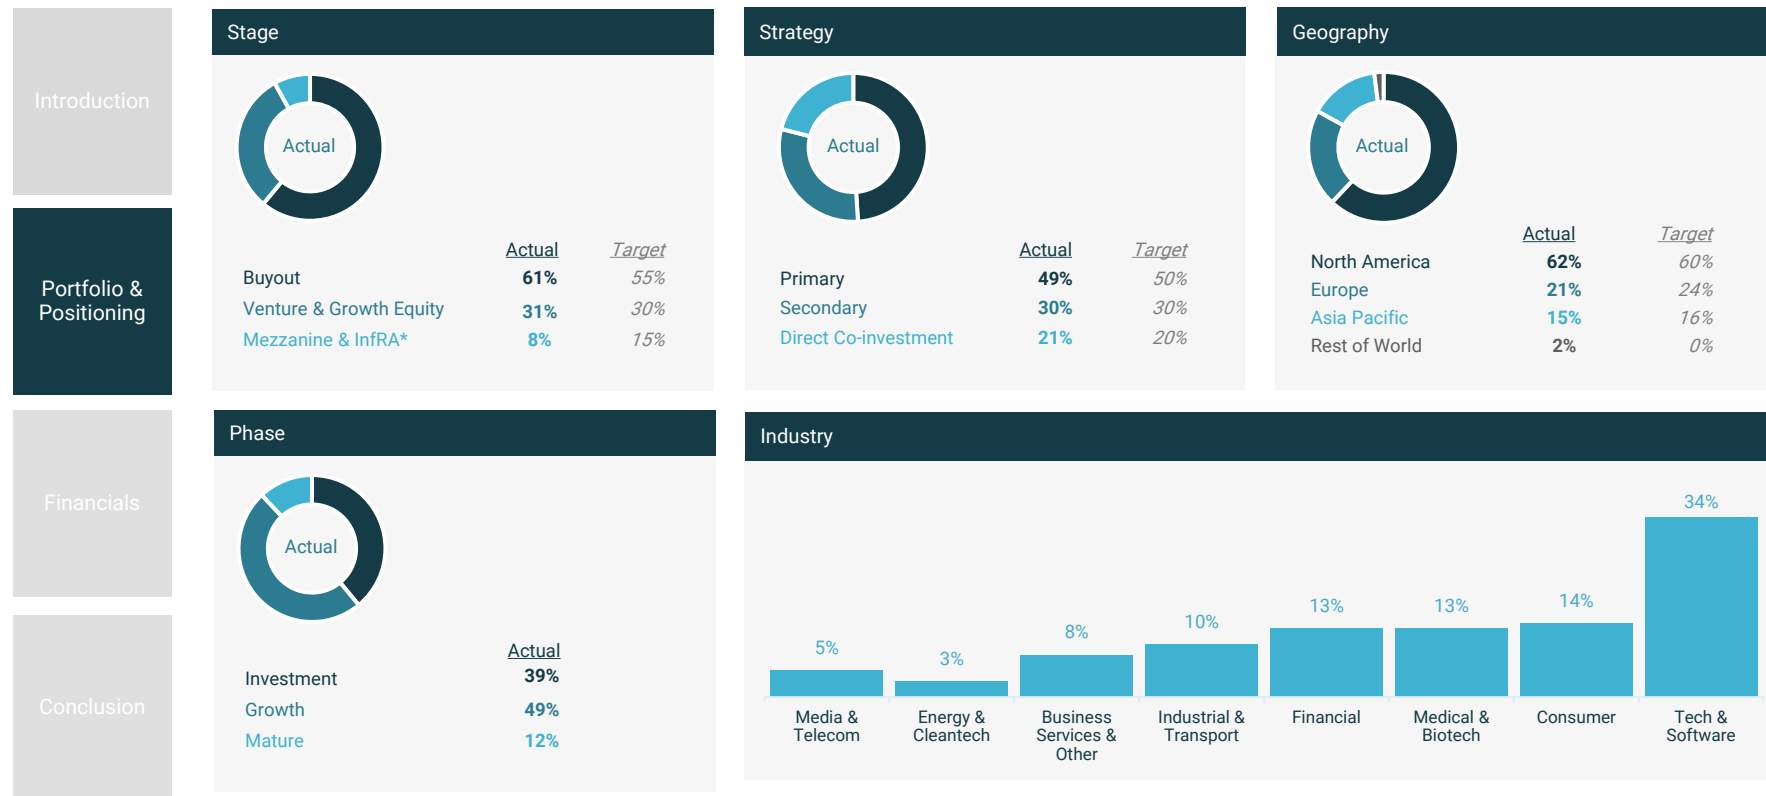 Introduction
Portfolio &
Positioning
Financials
Conclusion
Stage
Actual
Actual Target
Buyout 61% 55%
Venture & Growth Equity 31% 30%
Mezzanine & InfRA* 8% 15%
Strategy
Actual
Actual Target
Primary 49% 50%
Secondary 30% 30%
Direct Co-investment 21% 20%
Geography
Actual
Actual Target
North America 62% 60%
Europe 21% 24%
Asia Pacific 15% 16%
Rest of World 2% 0%
Phase
Actual
Actual
Investment 39%
Growth 49%
Mature 12%
Industry
5% 3% 8% 10% 13% 13% 14% 34%
Media &
Telecom
Energy &
Cleantech
Business
Services &
Other
Industrial &
Transport
Financial
Medical &
Biotech
Consumer
Tech &
Software